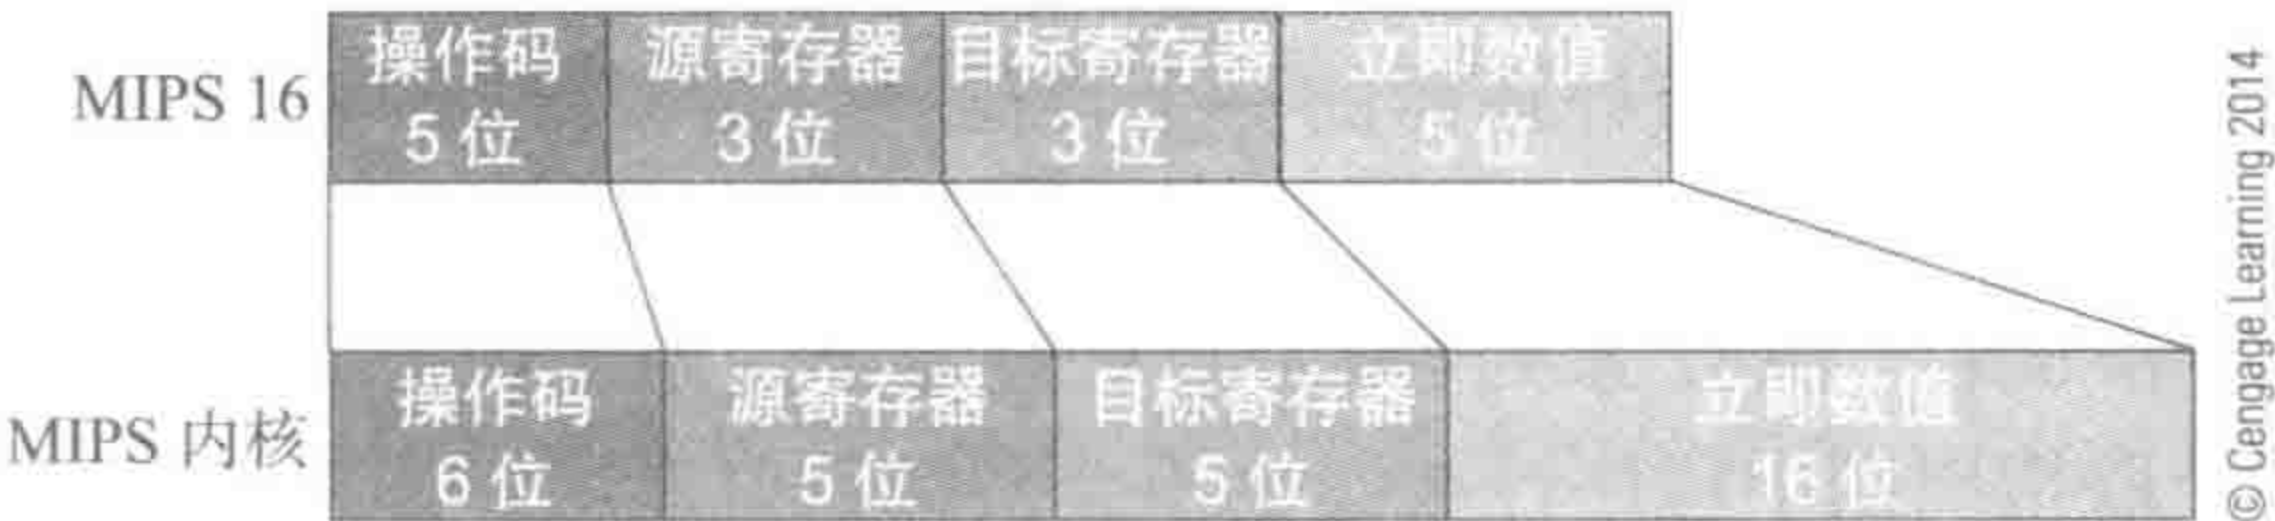 MIPS 16
操作码
5 位
源寄存器
3 位
目标寄存器
3 位
立即数值
5 位
MIPS 内核
操作码
6 位
源寄存器
5 位
目标寄存器
5 位
立即数值
16 位
© Cengage Learning 2014